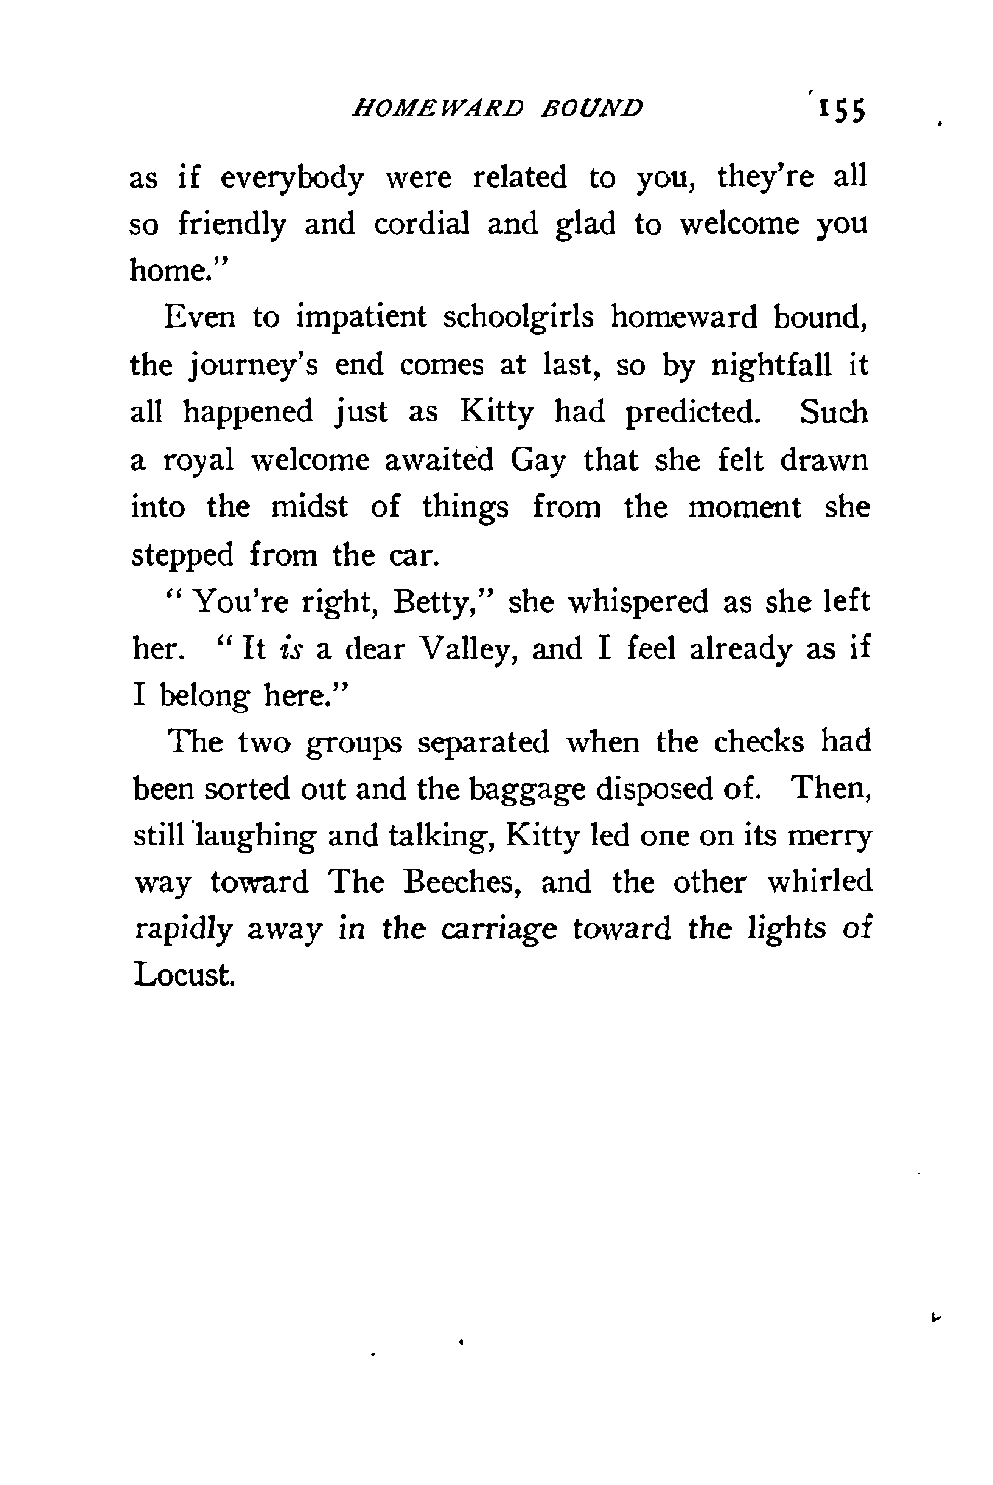 HOMEWARD BOUND 155
as if everybody were related to you, they're all
so friendly and cordial and glad to welcome you
home."
Even to impatient schoolgirls homeward bound,
the journey's end comes at last, so by nightfall it
all happened just as Kitty had predicted. Such
a royal welcome awaited Gay that she felt drawn
into the midst of things from the moment she
stepped from the car.
" You're right, Betty," she whispered as she left
her. " It is a dear Valley, and I feel already as if
I belong here."
The two groups separated when the checks had
been sorted out and the baggage disposed of. Then,
still laughing and talking, Kitty led one on its merry
way toward The Beeches, and the other whirled
rapidly away in the carriage toward the lights of
Locust.